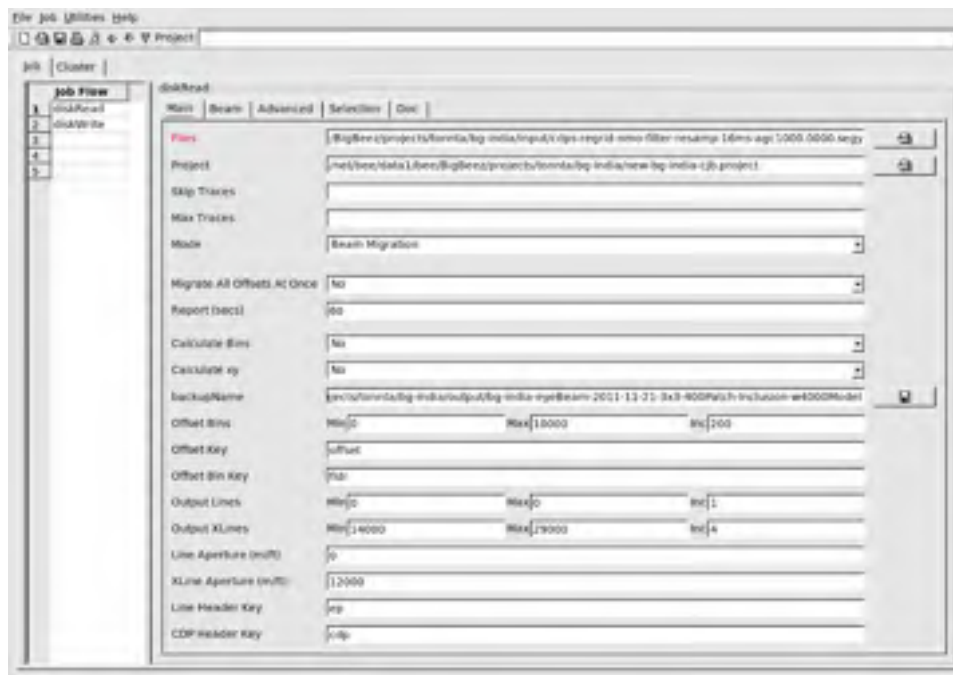 File Job Utilities Help
Project
Job Cluster
Job Flow
1 diskRead
2 diskWrite
3
4
5
diskRead
Main Beam Advanced Selection Doc
Files
Project
Skip Traces
Max Traces
Mode Beam Migration
Migrate All Offsets At Once No
Report (secs) 60
Calculate Bins No
Calculate xy No
backupName
Offset Bins Min 0 Max 10000 Inc 200
Offset Key offset
Offset Bin Key
Output Lines Min 0 Max 0 Inc 1
Output XLines Min 14000 Max 29000 Inc 4
Line Aperture (m/ft) 0
XLine Aperture (m/ft) 12000
Line Header Key ep
CDP Header Key cdp